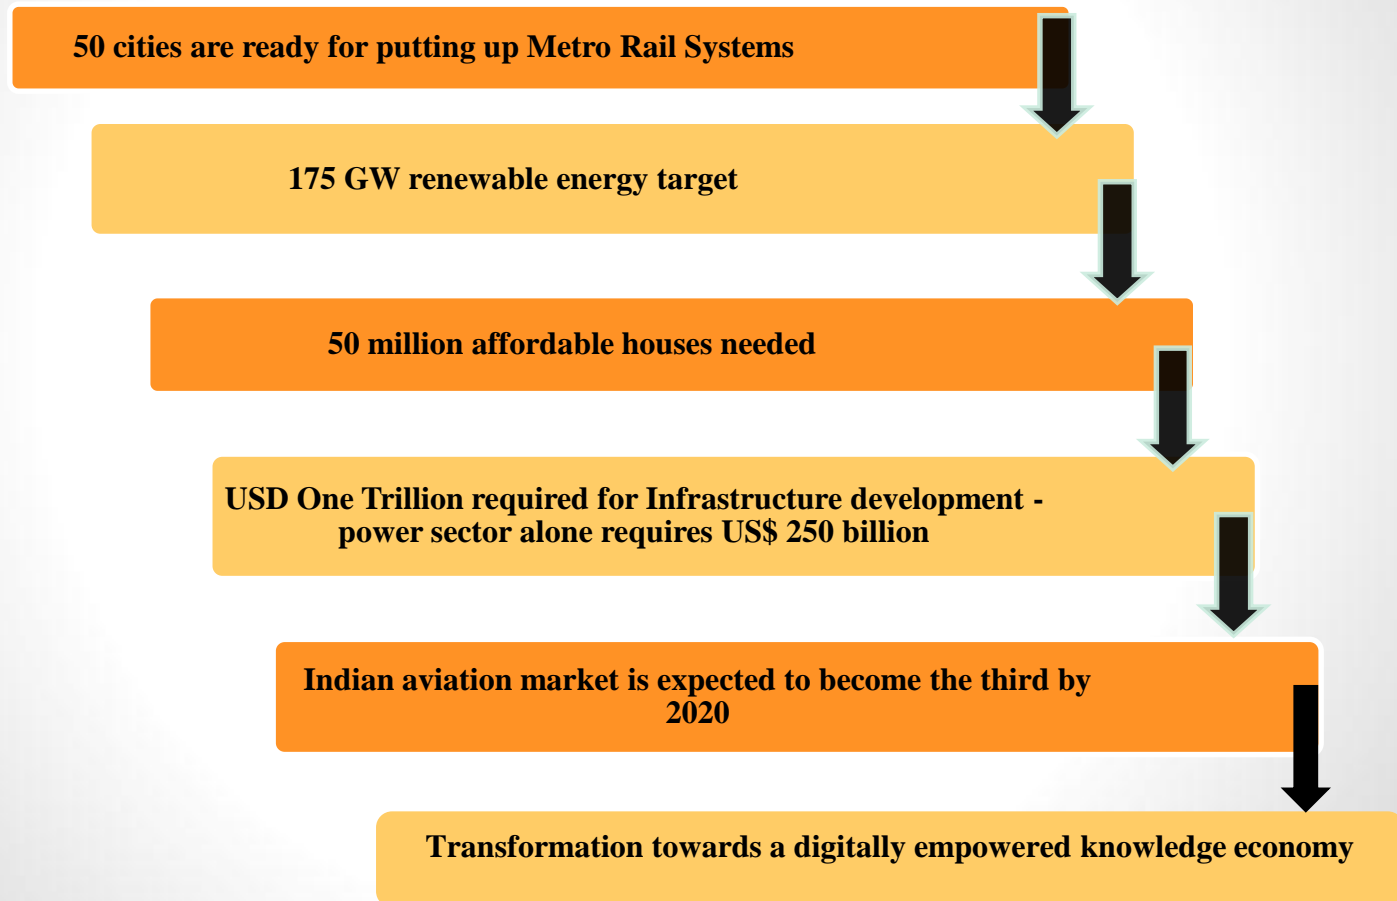 50 cities are ready for putting up Metro Rail Systems
175 GW renewable energy target
50 million affordable houses needed
USD One Trillion required for Infrastructure development -
power sector alone requires US$ 250 billion
Indian aviation market is expected to become the third by
2020
Transformation towards a digitally empowered knowledge economy